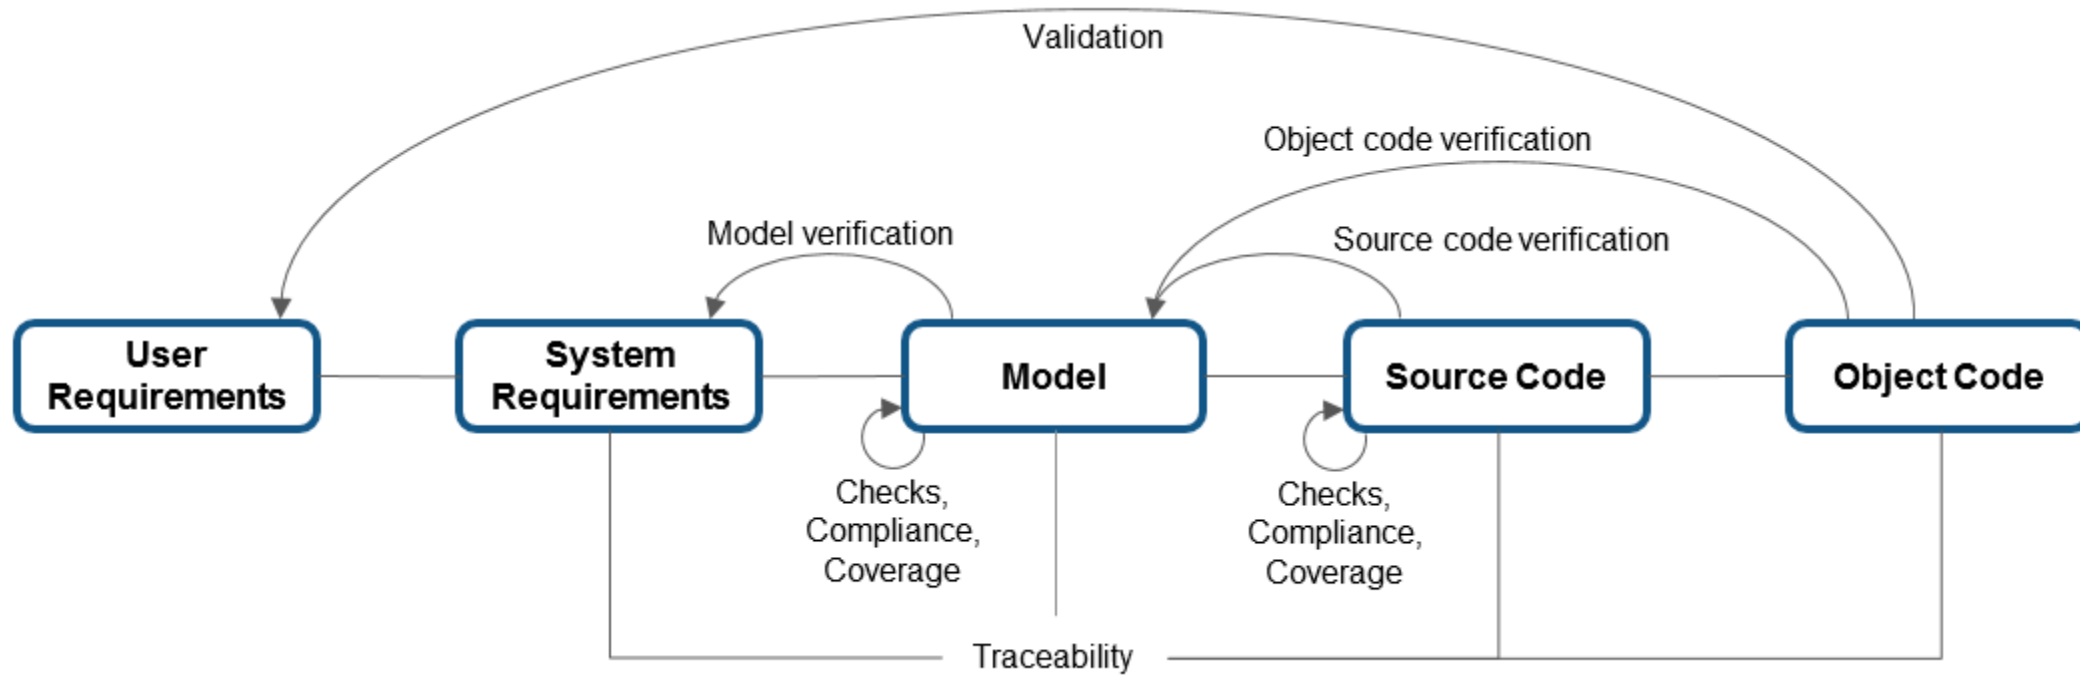 Validation
Object code verification
Model verification
Source code verification
User
Requirements
System
Requirements
Model
Source Code
Object Code
Checks,
Compliance,
Coverage
Checks,
Compliance,
Coverage
Traceability